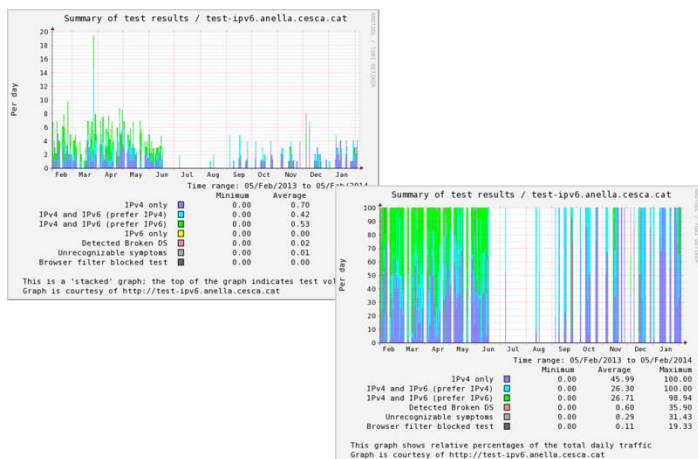 Summary of test results / test-ipv6.anella.cesca.cat
RRDTOOL / TOBI OETIKER
Per day
20
18
16
14
12
10
8
6
4
2
0
Feb Mar Apr May Jun Jul Aug Sep Oct Nov Dec Jan
Time range: 05/Feb/2013 to 05/Feb/2014
Minimum Average
IPv4 only 0.00 0.70
IPv4 and IPv6 (prefer IPv4) 0.00 0.42
IPv4 and IPv6 (prefer IPv6) 0.00 0.53
IPv6 only 0.00 0.00
Detected Broken DS 0.00 0.02
Unrecognizable symptoms 0.00 0.01
Browser filter blocked test 0.00 0.00
This is a 'stacked' graph; the top of the graph indicates test vol
Graph is courtesy of http://test-ipv6.anella.cesca.cat
Summary of test results / test-ipv6.anella.cesca.cat
Per day
100
90
80
70
60
50
40
30
20
10
0
Feb Mar Apr May Jun Jul Aug Sep Oct Nov Dec Jan
Time range: 05/Feb/2013 to 05/Feb/2014
Minimum Average Maximum
IPv4 only 0.00 45.99 100.00
IPv4 and IPv6 (prefer IPv4) 0.00 26.30 100.00
IPv4 and IPv6 (prefer IPv6) 0.00 26.71 98.94
Detected Broken DS 0.00 0.60 35.90
Unrecognizable symptoms 0.00 0.29 31.43
Browser filter blocked test 0.00 0.11 19.33
This graph shows relative percentages of the total daily traffic
Graph is courtesy of http://test-ipv6.anella.cesca.cat